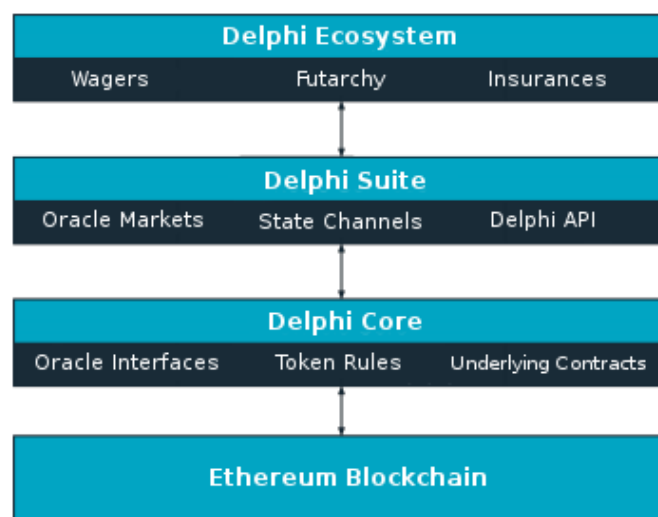 Delphi Ecosystem
Wagers Futarchy Insurances
Delphi Suite
Oracle Markets State Channels Delphi API
Delphi Core
Oracle Interfaces Token Rules Underlying Contracts
Ethereum Blockchain